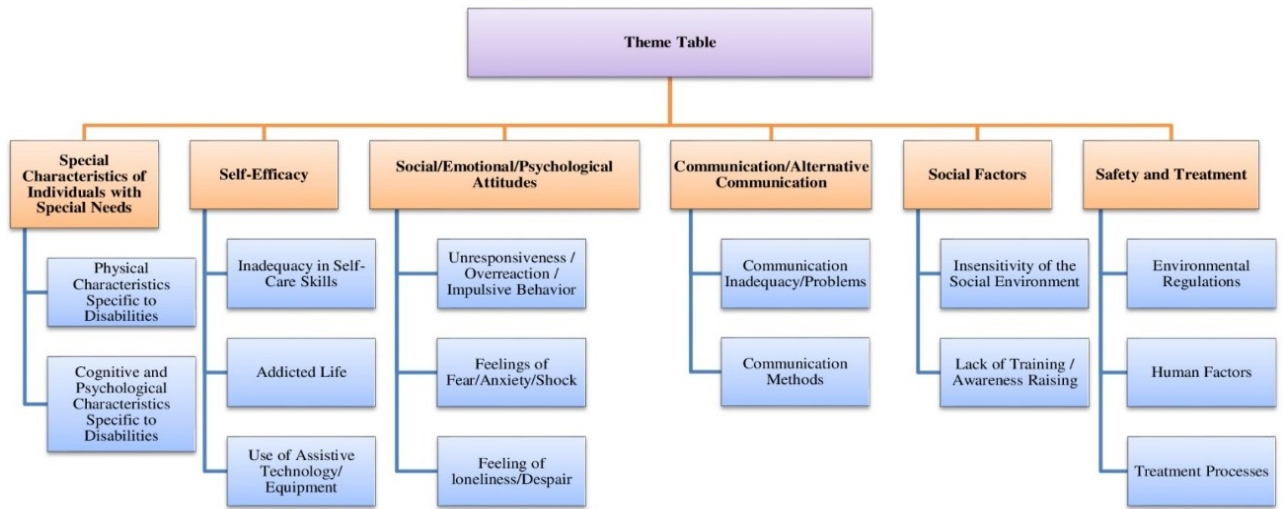 Theme Table
Special
Characteristics of
Individuals with
Special Needs
Physical
Characteristics
Specific to
Disabilities
Cognitive and
Psychological
Characteristics
Specific to
Disabilities
Self-Efficacy
Inadequacy in Self-
Care Skills
Addicted Life
Use of Assistive
Technology/
Equipment
Social/Emotional/Psychological
Attitudes
Unresponsiveness /
Overreaction /
Impulsive Behavior
Feelings of
Fear/Anxiety/Shock
Feeling of
loneliness/Despair
Communication/Alternative
Communication
Communication
Inadequacy/Problems
Communication
Methods
Social Factors
Insensitivity of the
Social Environment
Lack of Training /
Awareness Raising
Safety and Treatment
Environmental
Regulations
Human Factors
Treatment Processes